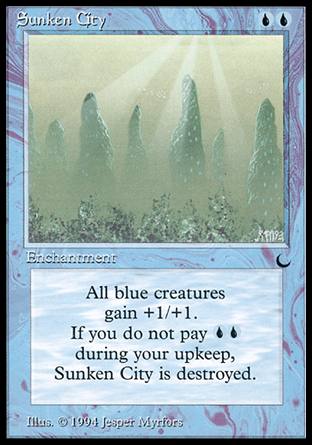 Sunken City
Enchantment
All blue creatures
gain +1/+1.
If you do not pay
during your upkeep,
Sunken City is destroyed.
Illus. © 1994 Jesper Myrfors